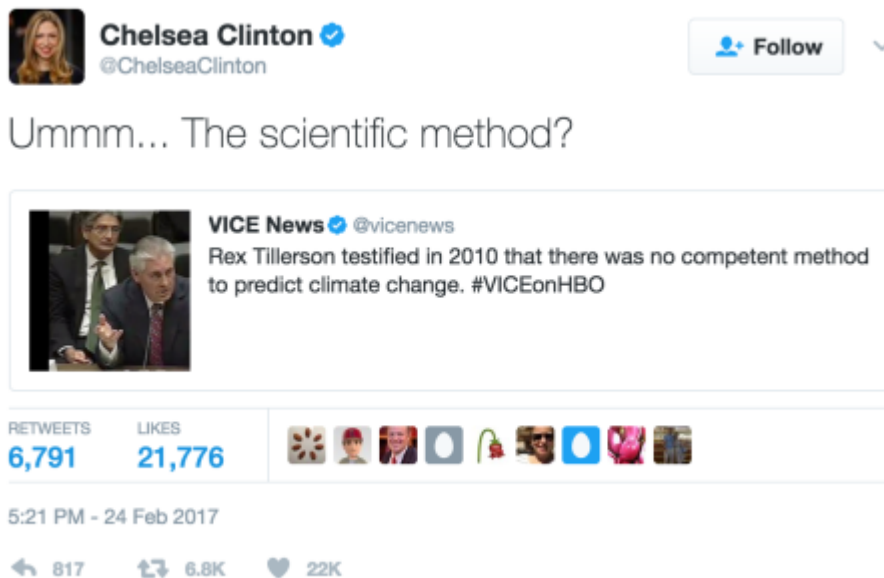 Chelsea Clinton
@ChelseaClinton
Follow
Ummm... The scientific method?
VICE News @vicenews
Rex Tillerson testified in 2010 that there was no competent method
to predict climate change. #VICEonHBO
RETWEETS LIKES
6,791 21,776
5:21 PM - 24 Feb 2017
817 6.8K 22K